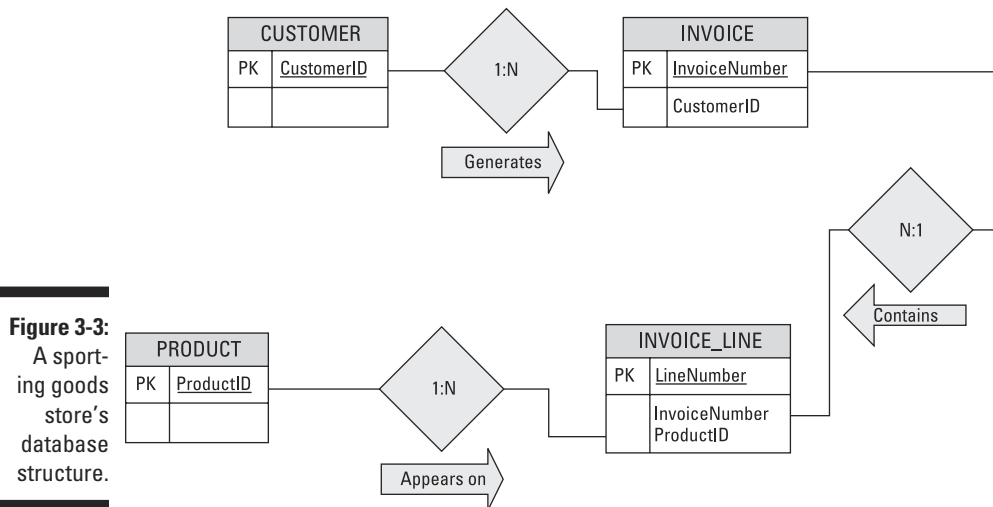 CUSTOMER
PK CustomerID
1:N
Generates
INVOICE
PK InvoiceNumber
CustomerID
N:1
Contains
Figure 3-3:
A sport-
ing goods
store's
database
structure.
PRODUCT
PK ProductID
1:N
Appears on
INVOICE_LINE
PK LineNumber
InvoiceNumber
ProductID